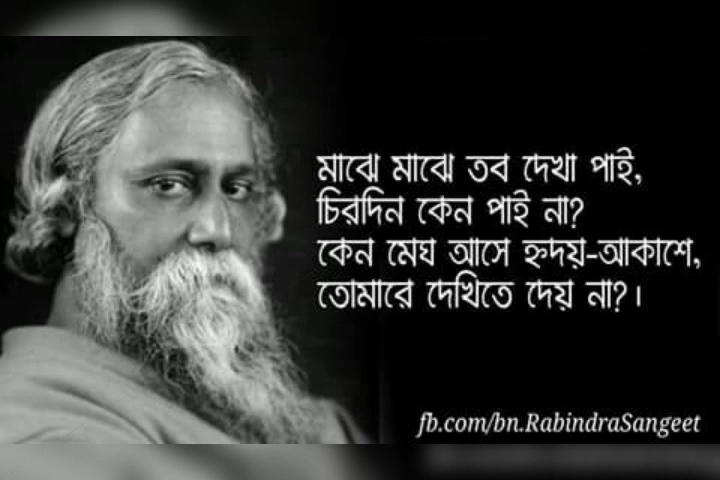 মাঝে মাঝে তব দেখা পাই,
চিরদিন কেন পাই না?
কেন মেঘ আসে হৃদয়-আকাশে,
তোমারে দেখিতে দেয় না?।
fb.com/bn.RabindraSangeet